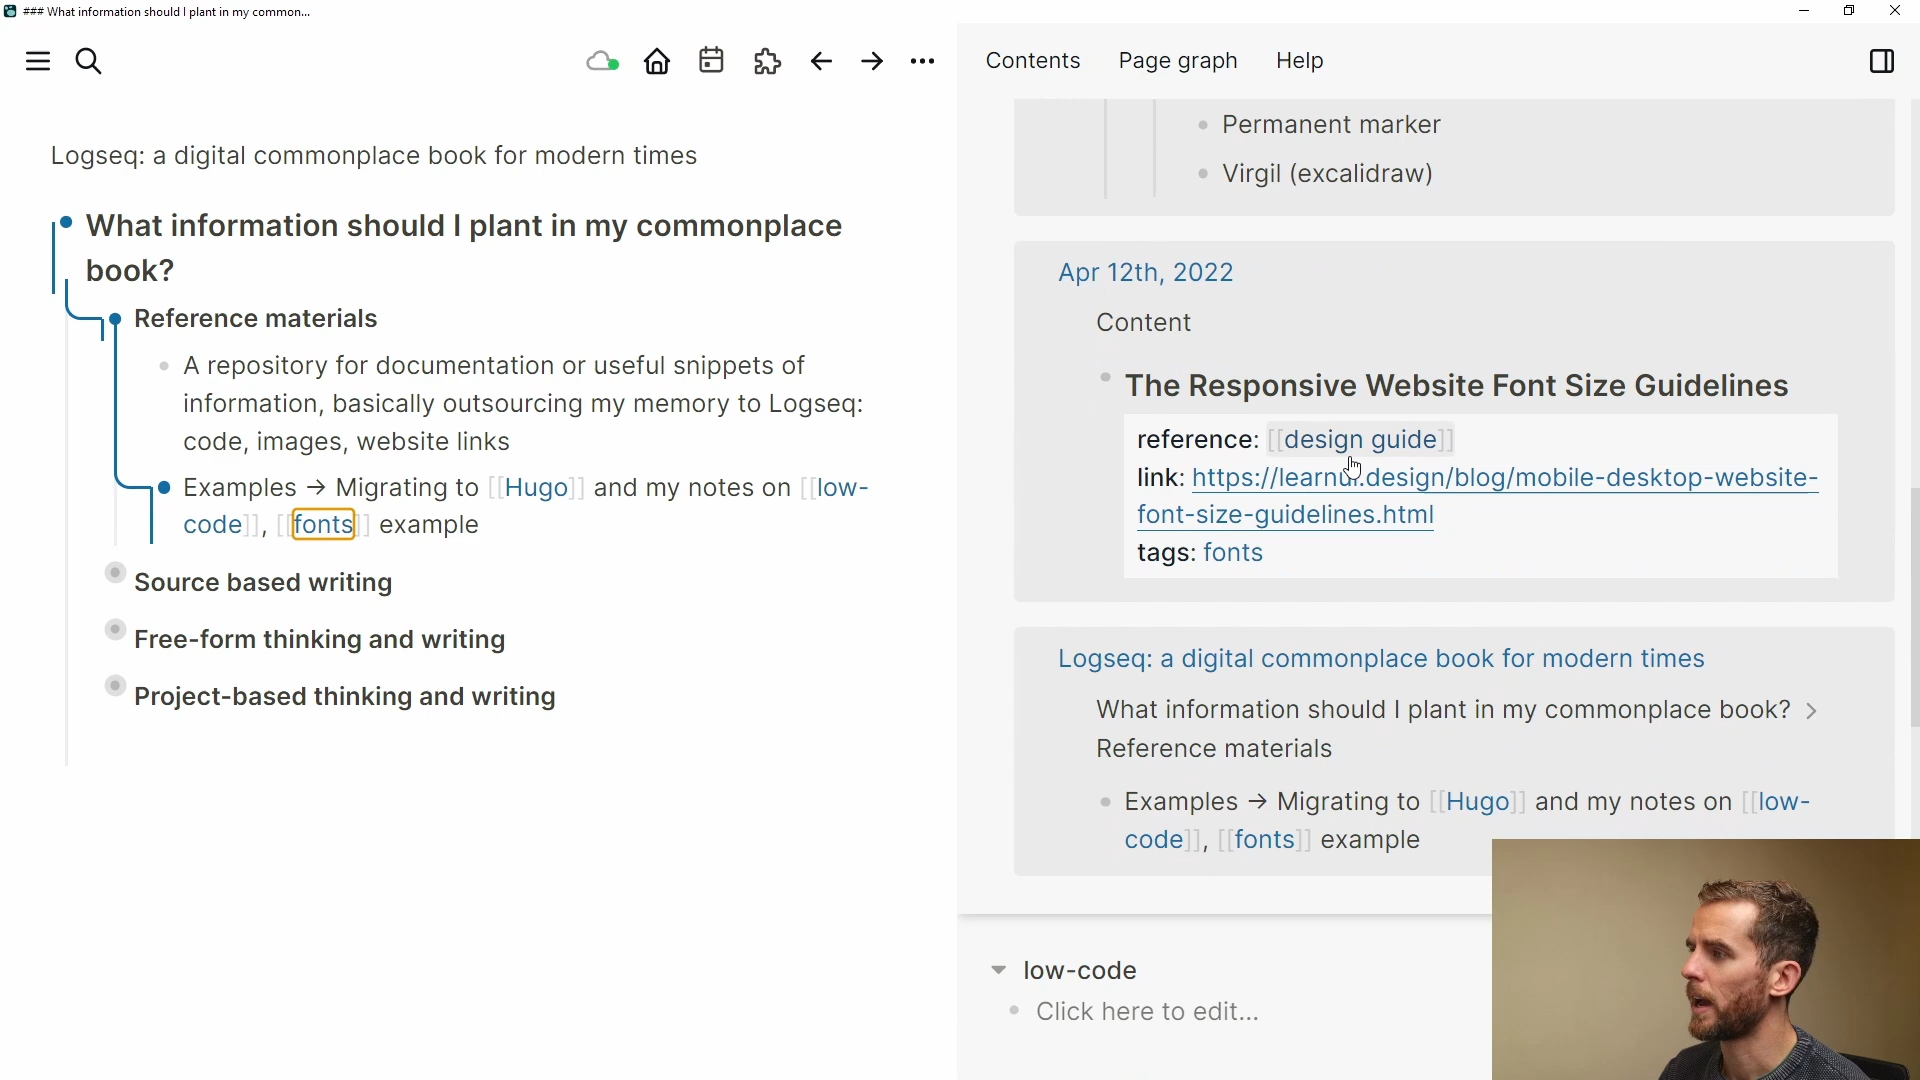 ### What information should I plant in my common...
Contents Page graph Help
Logseq: a digital commonplace book for modern times
What information should I plant in my commonplace
book?
Reference materials
A repository for documentation or useful snippets of
information, basically outsourcing my memory to Logseq:
code, images, website links
Examples → Migrating to [[Hugo]] and my notes on [[low-
code]], [[fonts]] example
Source based writing
Free-form thinking and writing
Project-based thinking and writing
Permanent marker
Virgil (excalidraw)
Apr 12th, 2022
Content
The Responsive Website Font Size Guidelines
reference: [[design guide]]
link: https://learnui.design/blog/mobile-desktop-website-
font-size-guidelines.html
tags: fonts
Logseq: a digital commonplace book for modern times
What information should I plant in my commonplace book? >
Reference materials
Examples → Migrating to [[Hugo]] and my notes on [[low-
code]], [[fonts]] example
low-code
Click here to edit...